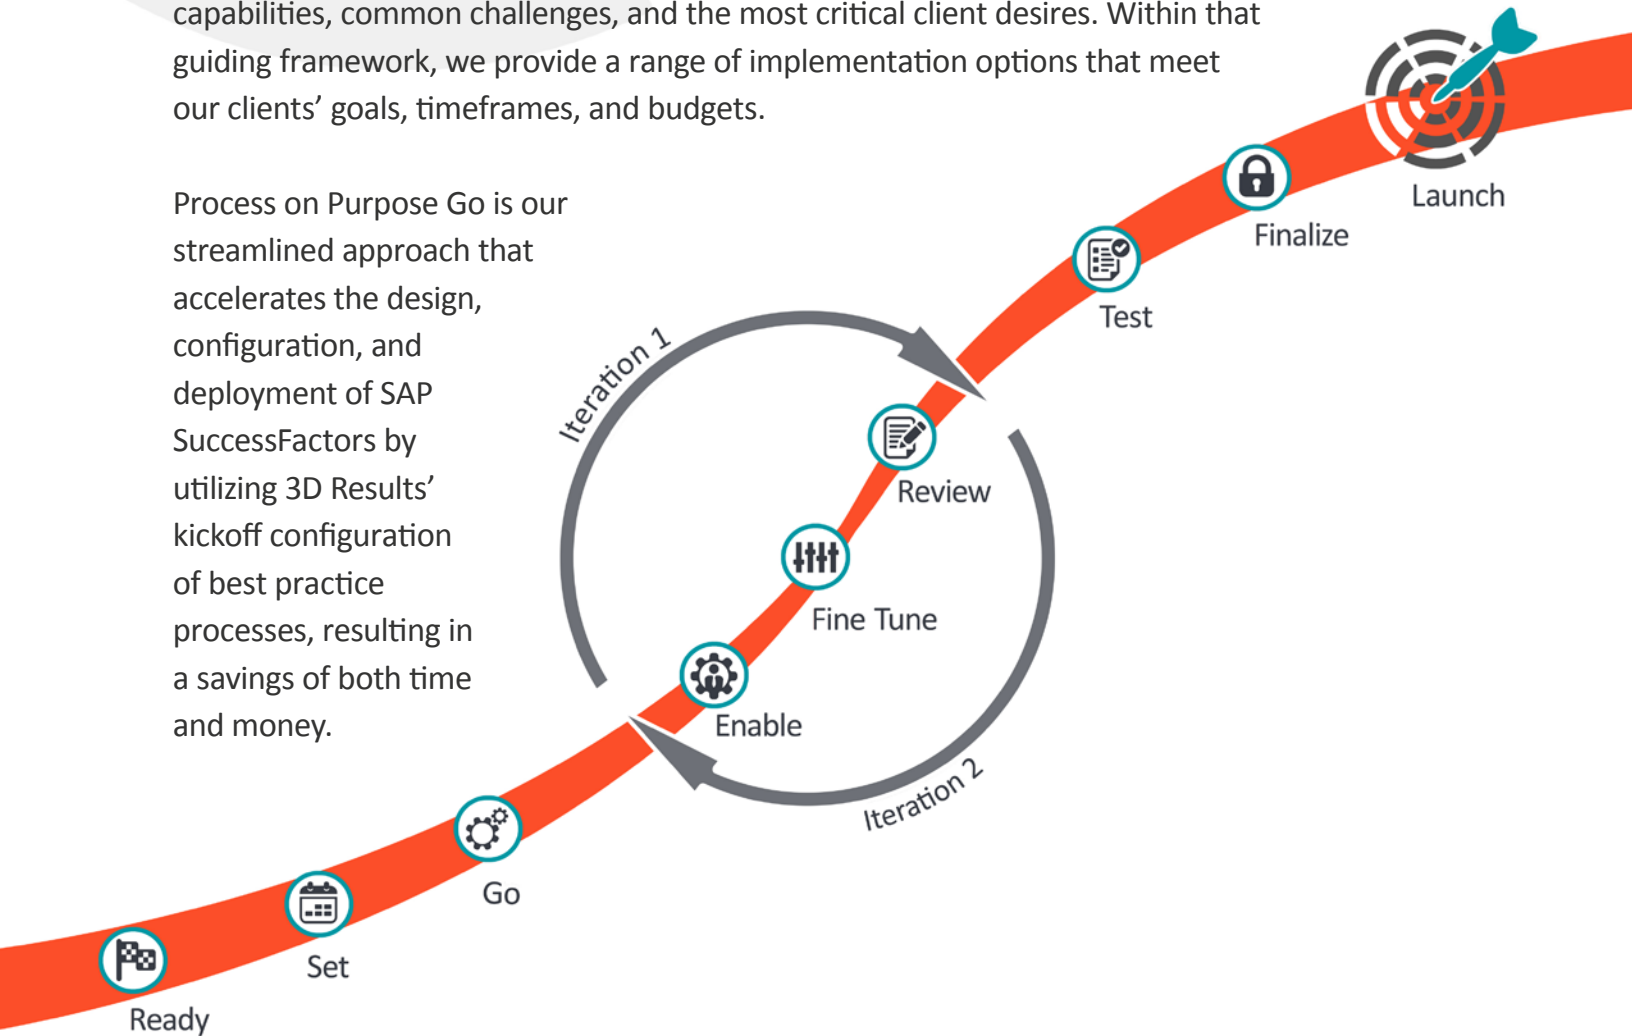 capabilities, common challenges, and the most critical client desires. Within that
guiding framework, we provide a range of implementation options that meet
our clients’ goals, timeframes, and budgets.
Process on Purpose Go is our
streamlined approach that
accelerates the design,
configuration, and
deployment of SAP
SuccessFactors by
utilizing 3D Results’
kickoff configuration
of best practice
processes, resulting in
a savings of both time
and money.
Launch
Finalize
Test
Iteration 1
Review
Fine Tune
Enable
Iteration 2
Go
Set
Ready